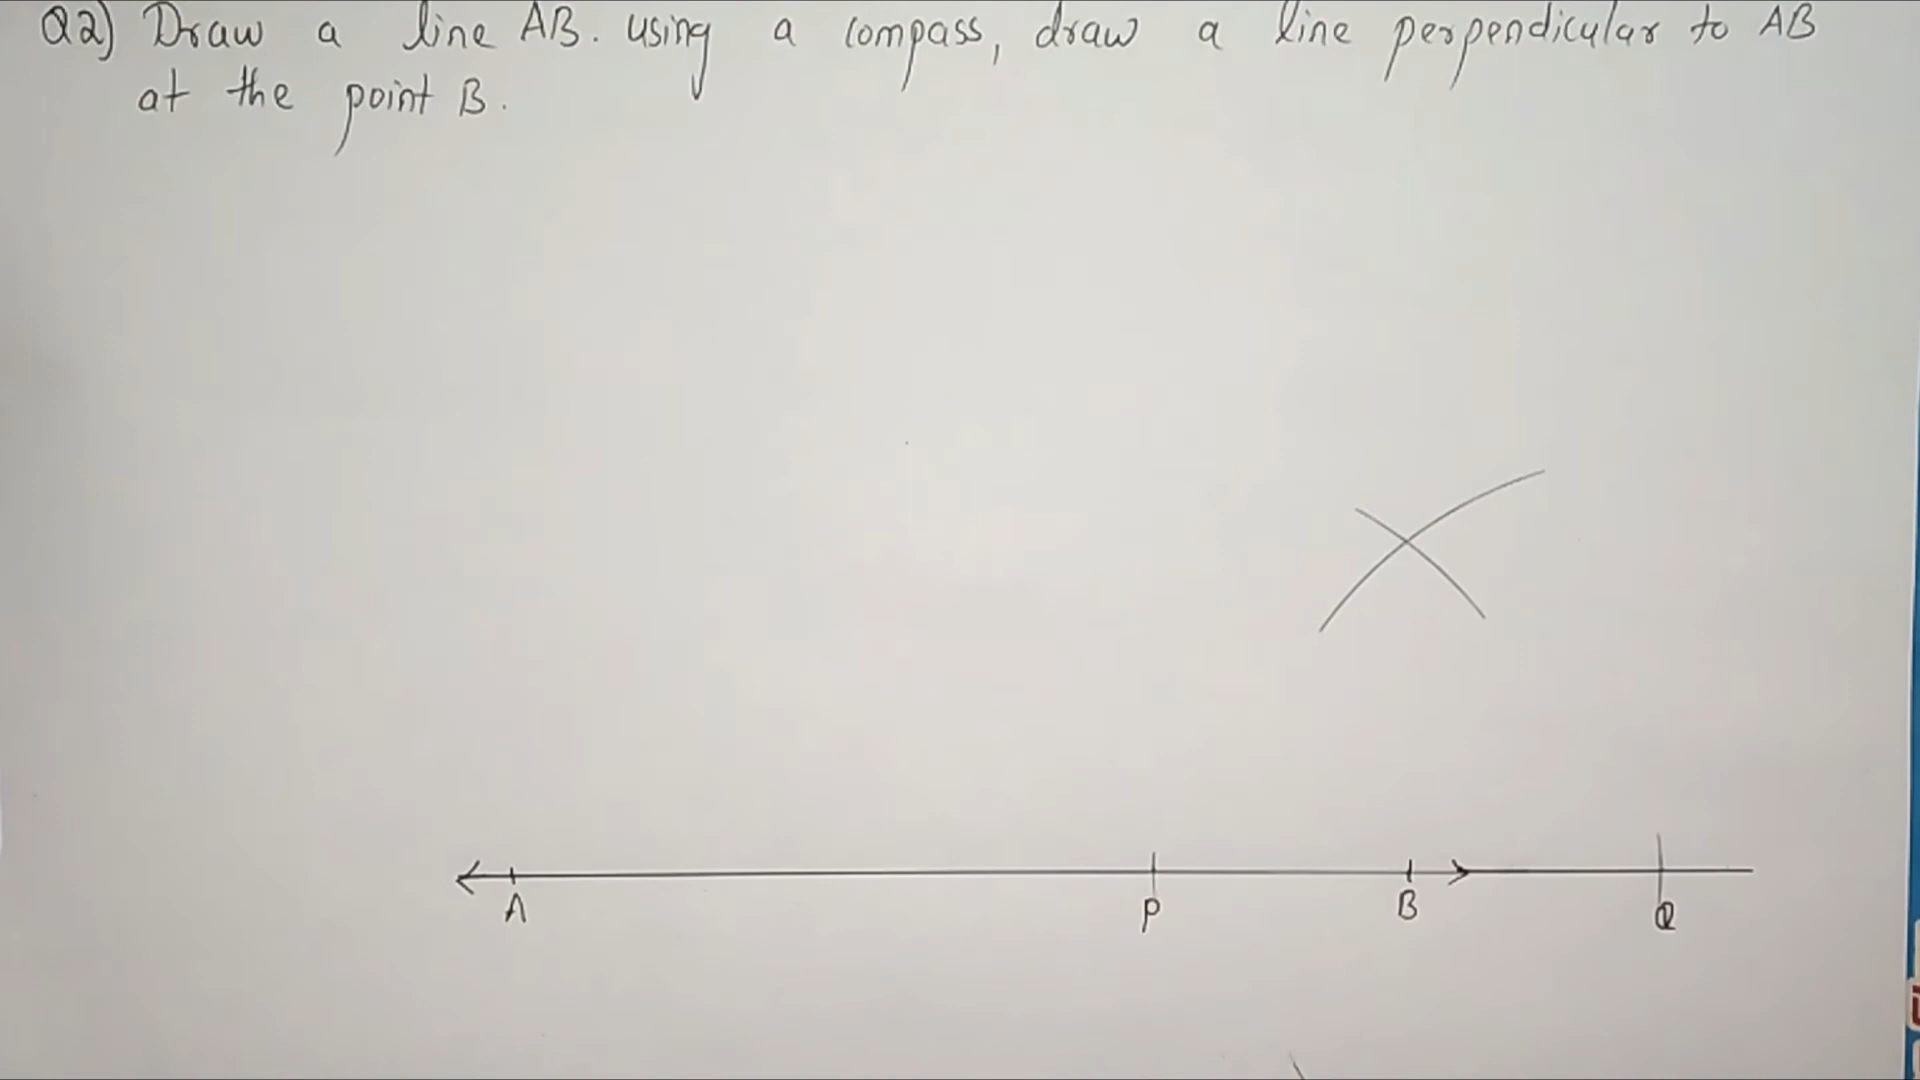 Q2) Draw a line AB. using a compass, draw a line perpendicular to AB
at the point B.
A P B Q